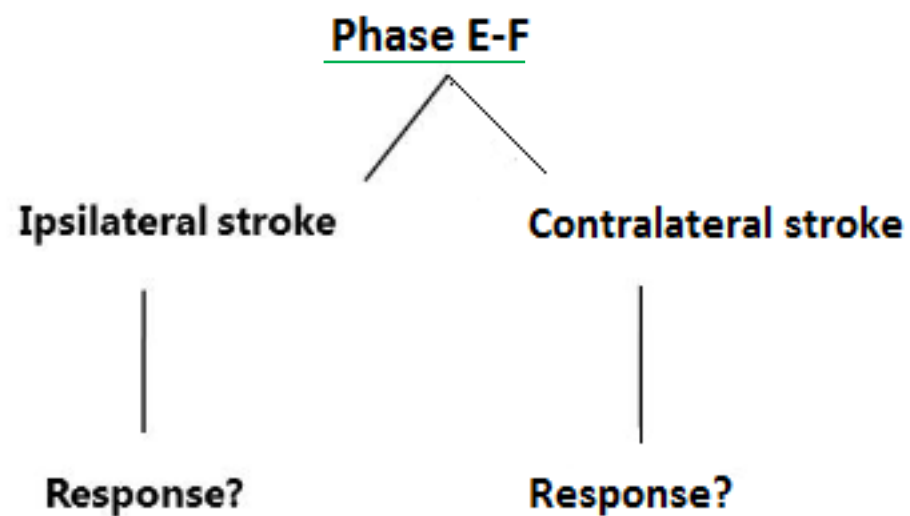 Phase E-F
Ipsilateral stroke
Contralateral stroke
Response?
Response?